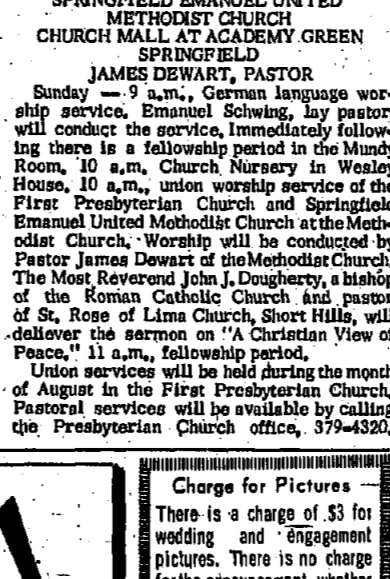 SPRINGFIELD EMANUEL UNITED
METHODIST CHURCH
CHURCH MALL AT ACADEMY GREEN
SPRINGFIELD
JAMES DEWART, PASTOR
Sunday — 9 a.m., German language wor-
ship service. Emanuel Schwing, lay pastor
will conduct the service. Immediately follow-
ing there is a fellowship period in the Mundy
Room. 10 a.m. Church Nursery in Wesley
House. 10 a.m., union worship service of the
First Presbyterian Church and Springfield
Emanuel United Methodist Church at the Meth-
odist Church. Worship will be conducted by
Pastor James Dewart of the Methodist Church.
The Most Reverend John J. Dougherty, a bishop
of the Roman Catholic Church and pastor
of St. Rose of Lima Church, Short Hills, will
deliever the sermon on "A Christian View of
Peace." 11 a.m., fellowship period.
Union services will be held during the month
of August in the First Presbyterian Church.
Pastoral services will be available by calling
the Presbyterian Church office, 379-4320.
Charge for Pictures
There is a charge of $3 for
wedding and engagement
pictures. There is no charge
for the announcement, whether